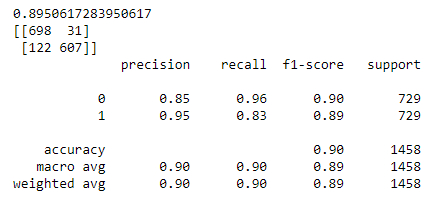 0.8950617283950617
[[698  31]
 [122 607]]
              precision    recall  f1-score   support

           0       0.85      0.96      0.90       729
           1       0.95      0.83      0.89       729

    accuracy                           0.90      1458
   macro avg       0.90      0.90      0.89      1458
weighted avg       0.90      0.90      0.89      1458